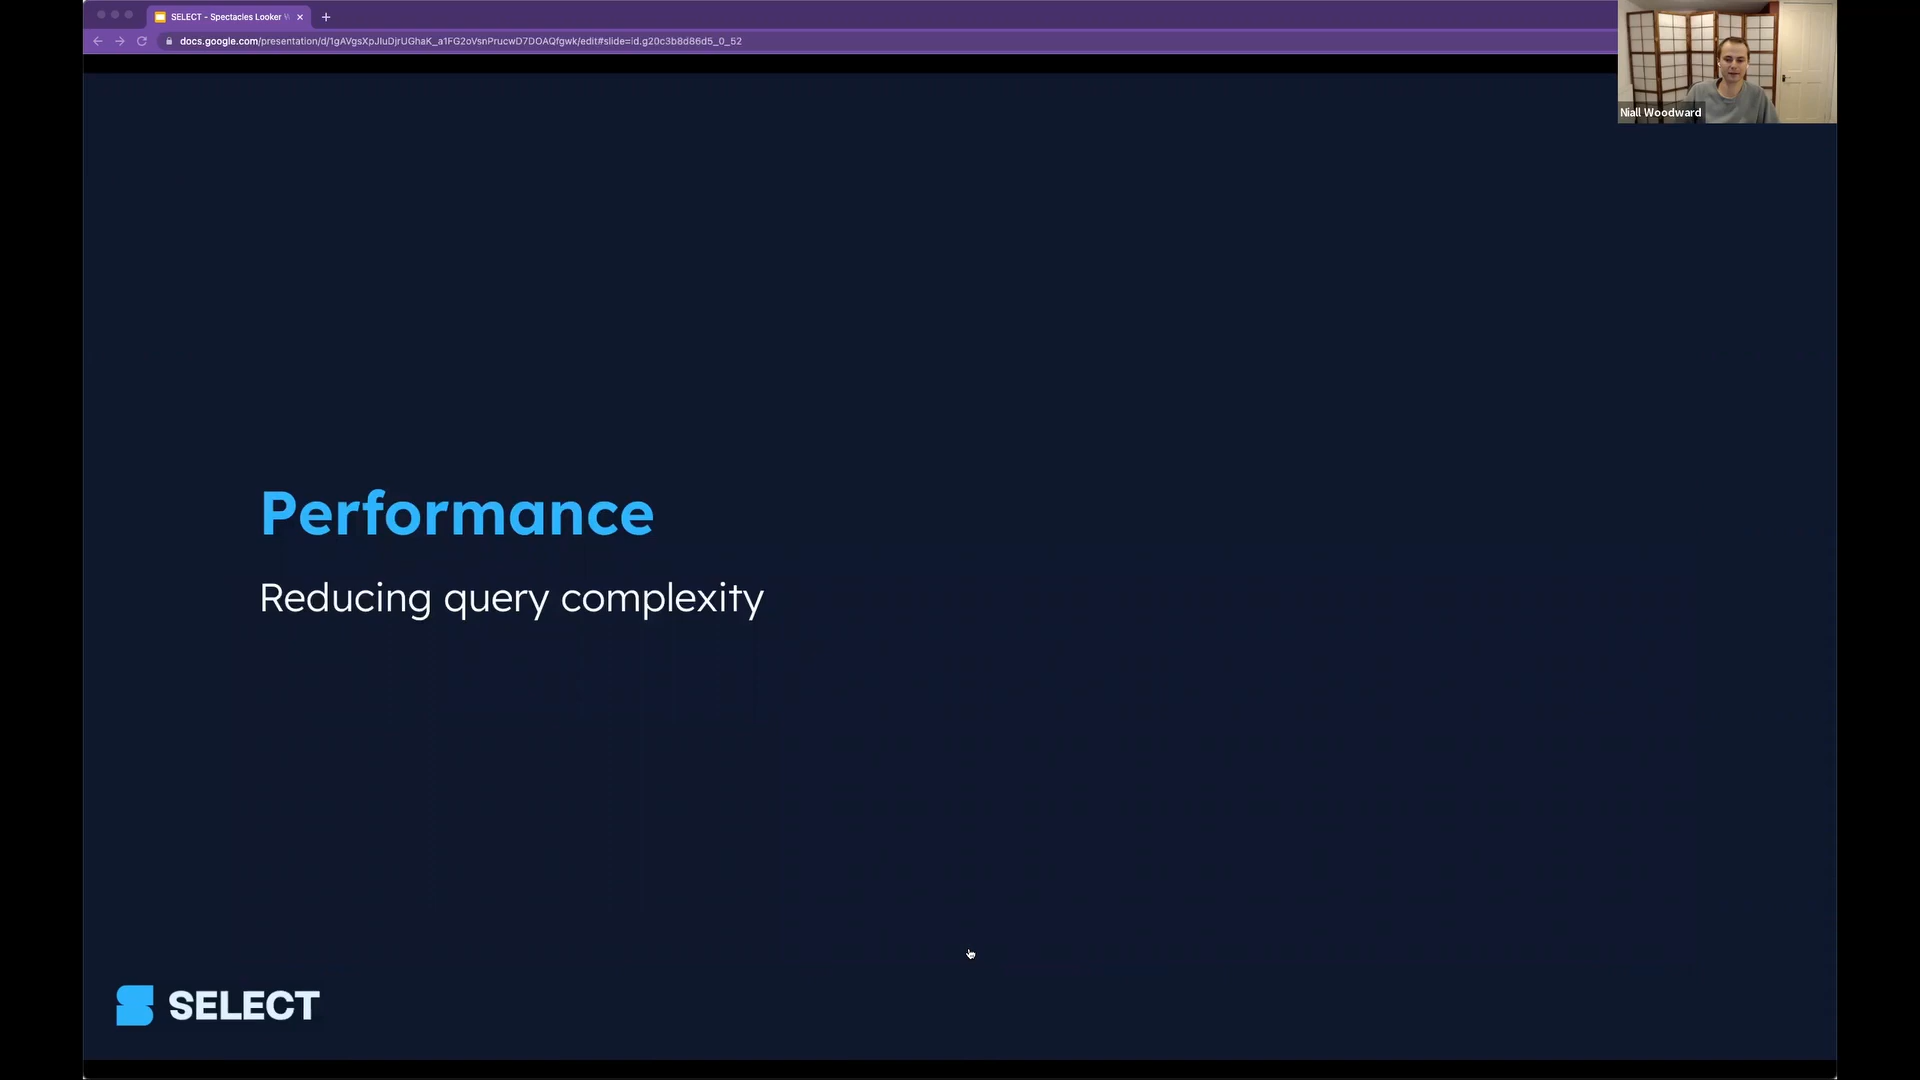 SELECT - Spectacles Looker
docs.google.com/presentation/d/1gAVgsXpJluDjrUGhaK_a1FG2oVsnPrucwD7DOAQfgwk/edit#slide=id.g20c3b8d86d5_0_52
Niall Woodward
Performance
Reducing query complexity
SELECT